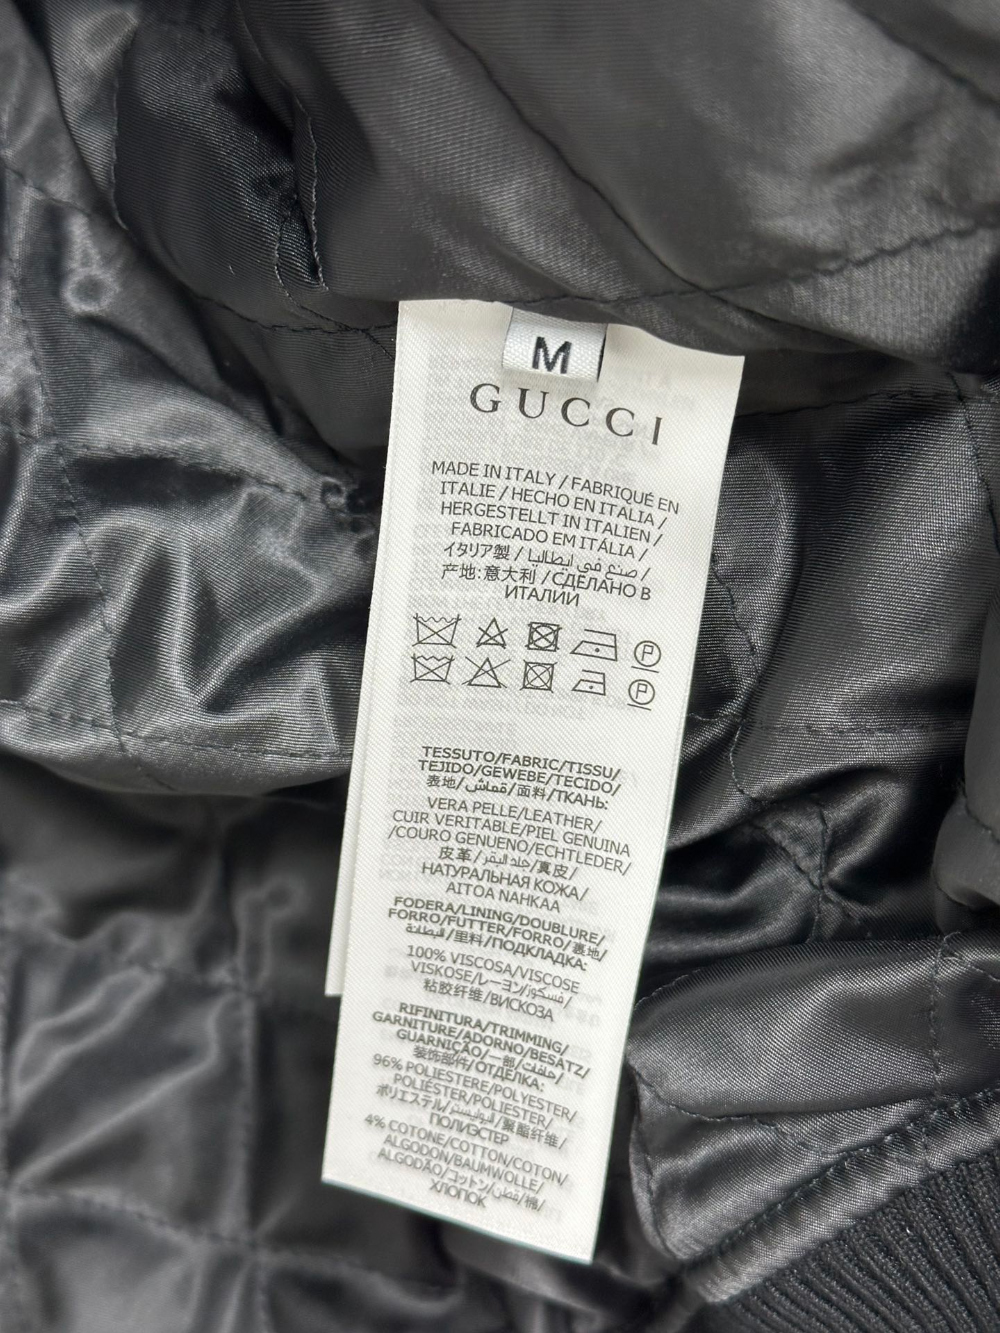 M
GUCCI
MADE IN ITALY / FABRIQUÉ EN
ITALIE / HECHO EN ITALIA /
HERGESTELLT IN ITALIEN /
FABRICADO EM ITÁLIA /
イタリア製 / صنع في ايطاليا /
产地:意大利 /СДЕЛАНО В
ИТАЛИИ
P
P
TESSUTO/FABRIC/TISSU/
TEJIDO/GEWEBE/TECIDO/
表地/قماش/面料/ТКАНЬ:
VERA PELLE/LEATHER/
CUIR VERITABLE/PIEL GENUINA
/COURO GENUENO/ECHTLEDER/
皮革/جلد البقر/真皮/
НАТУРАЛЬНАЯ КОЖА/
AITOA NAHKAA
FODERA/LINING/DOUBLURE/
FORRO/FUTTER/FORRO/裏地/
البطانة/里料/ПОДКЛАДКА:
100% VISCOSA/VISCOSE
VISKOSE/レーヨン/فسكوز/
粘胶纤维/ВИСКОЗА
RIFINITURA/TRIMMING/
GARNITURE/ADORNO/BESATZ/
GUARNIÇÃO/一部/حافات/
装饰部件/ОТДЕЛКА:
96% POLIESTERE/POLYESTER/
POLIÉSTER/POLIESTER/
ポリエステル/البوليستر/聚酯纤维/
ПОЛИЭСТЕР
4% COTONE/COTTON/COTON/
ALGODON/BAUMWOLLE/
ALGODÃO/コットン/قطن/棉/
ХЛОПОК